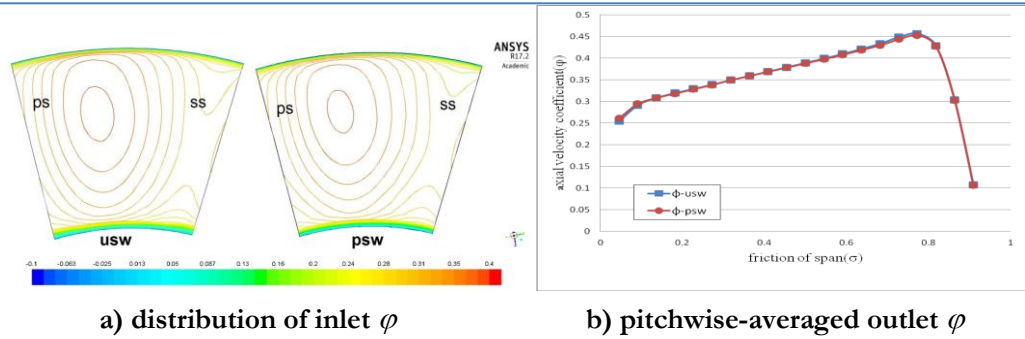 ANSYS
R17.2
Academic
ps
ss
ps
ss
usw
psw
-0.1 -0.063 -0.025 0.013 0.05 0.087 0.13 0.16 0.2 0.24 0.28 0.31 0.35 0.4
axial velocity coefficient(φ)
0.5
0.45
0.4
0.35
0.3
0.25
0.2
0.15
0.1
0.05
0
ϕ-usw
ϕ-psw
0 0.2 0.4 0.6 0.8 1
friction of span(σ)
a) distribution of inlet φ
b) pitchwise-averaged outlet φ